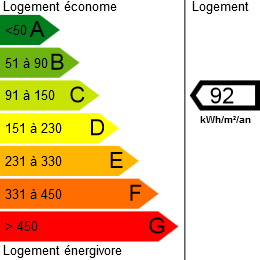 Logement économe
Logement
<50 A
51 à 90 B
91 à 150 C
92
kWh/m²/an
151 à 230 D
231 à 330 E
331 à 450 F
> 450 G
Logement énergivore